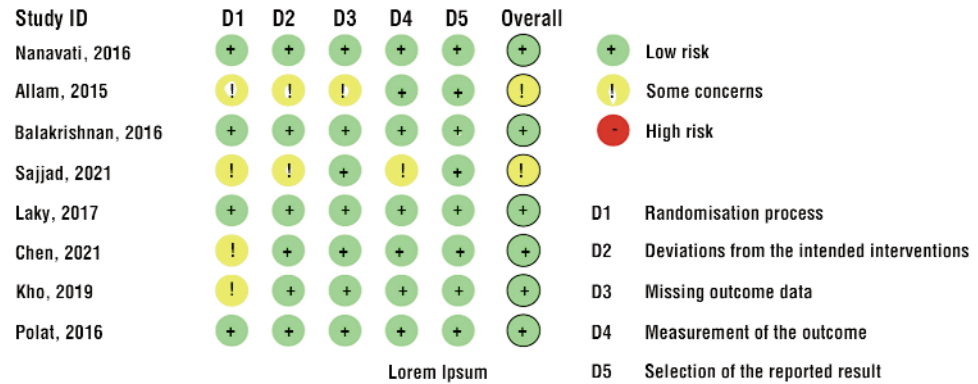 Study ID D1 D2 D3 D4 D5 Overall
Nanavati, 2016 + + + + + +
Allam, 2015 ! ! ! + + !
Balakrishnan, 2016 + + + + + +
Sajjad, 2021 ! ! + ! + !
Laky, 2017 + + + + + +
Chen, 2021 ! + + + + +
Kho, 2019 ! + + + + +
Polat, 2016 + + + + + +
Lorem Ipsum
+ Low risk
! Some concerns
- High risk
D1 Randomisation process
D2 Deviations from the intended interventions
D3 Missing outcome data
D4 Measurement of the outcome
D5 Selection of the reported result